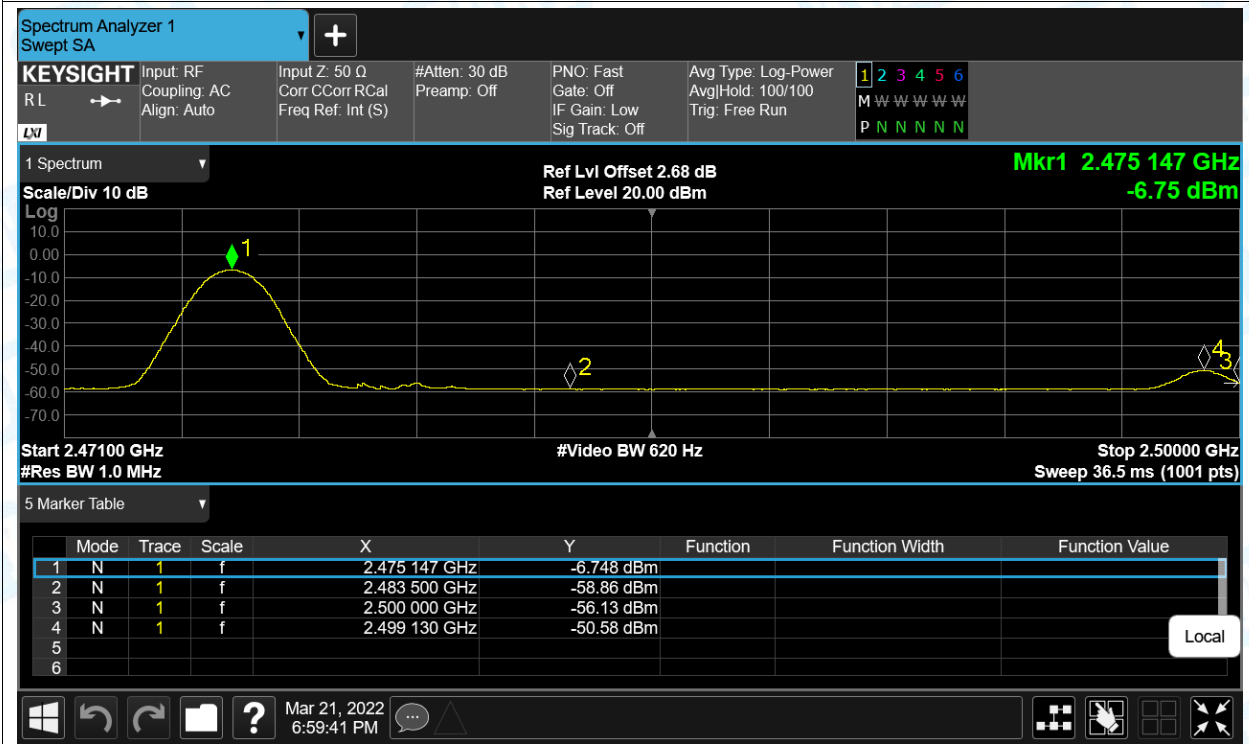 Spectrum Analyzer 1
Swept SA
KEYSIGHT
R L
LXI
Input: RF
Coupling: AC
Align: Auto
Input Z: 50 Ω
Corr CCorr RCal
Freq Ref: Int (S)
#Atten: 30 dB
Preamp: Off
PNO: Fast
Gate: Off
IF Gain: Low
Sig Track: Off
Avg Type: Log-Power
Avg|Hold: 100/100
Trig: Free Run
1 2 3 4 5 6
M W W W W W
P N N N N N N
1 Spectrum
Scale/Div 10 dB
Ref Lvl Offset 2.68 dB
Ref Level 20.00 dBm
Mkr1 2.475 147 GHz
-6.75 dBm
Log
10.0
0.00
-10.0
-20.0
-30.0
-40.0
-50.0
-60.0
-70.0
1
2
4
3
Start 2.47100 GHz
#Video BW 620 Hz
Stop 2.50000 GHz
#Res BW 1.0 MHz
Sweep 36.5 ms (1001 pts)
5 Marker Table
Mode Trace Scale X Y Function Function Width Function Value
1 N 1 f 2.475 147 GHz -6.748 dBm
2 N 1 f 2.483 500 GHz -58.86 dBm
3 N 1 f 2.500 000 GHz -56.13 dBm
4 N 1 f 2.499 130 GHz -50.58 dBm
5
6
Local
?
Mar 21, 2022
6:59:41 PM